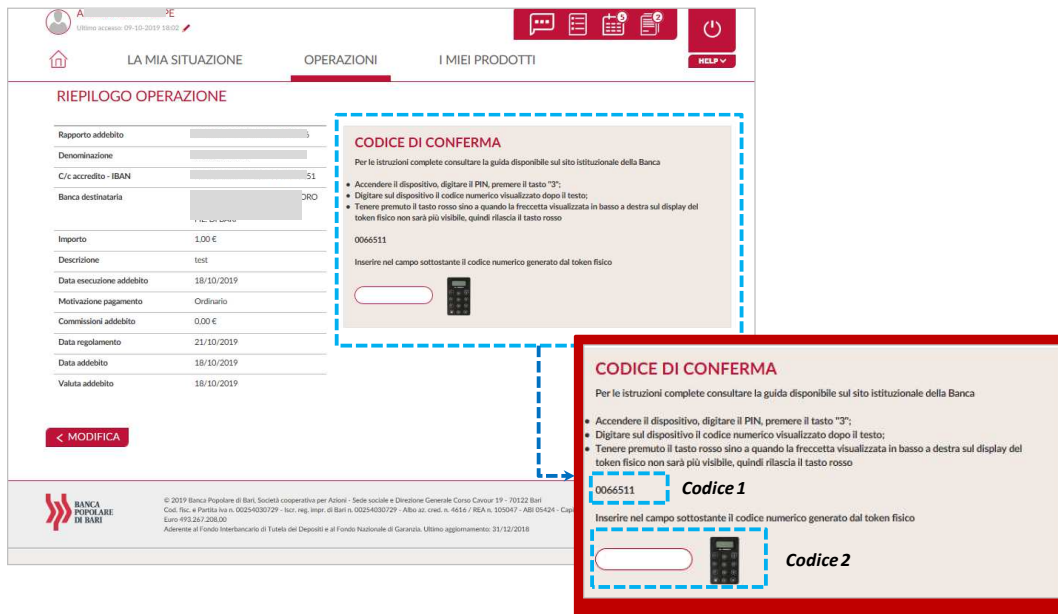 Ultimo accesso: 09-10-2019 18:02
5
2
LA MIA SITUAZIONE
OPERAZIONI
I MIEI PRODOTTI
HELP
RIEPILOGO OPERAZIONE
Rapporto addebito
Denominazione
C/c accredito - IBAN 51
Banca destinataria ORO
Importo 1,00 €
Descrizione test
Data esecuzione addebito 18/10/2019
Motivazione pagamento Ordinario
Commissioni addebito 0,00 €
Data regolamento 21/10/2019
Data addebito 18/10/2019
Valuta addebito 18/10/2019
< MODIFICA
CODICE DI CONFERMA
Per le istruzioni complete consultare la guida disponibile sul sito istituzionale della Banca
• Accendere il dispositivo, digitare il PIN, premere il tasto "3";
• Digitare sul dispositivo il codice numerico visualizzato dopo il testo;
• Tenere premuto il tasto rosso sino a quando la freccetta visualizzata in basso a destra sul display del
token fisico non sarà più visibile, quindi rilascia il tasto rosso
0066511
Inserire nel campo sottostante il codice numerico generato dal token fisico
CODICE DI CONFERMA
Per le istruzioni complete consultare la guida disponibile sul sito istituzionale della Banca
• Accendere il dispositivo, digitare il PIN, premere il tasto "3";
• Digitare sul dispositivo il codice numerico visualizzato dopo il testo;
• Tenere premuto il tasto rosso sino a quando la freccetta visualizzata in basso a destra sul display del
token fisico non sarà più visibile, quindi rilascia il tasto rosso
0066511 Codice 1
Inserire nel campo sottostante il codice numerico generato dal token fisico
Codice 2
BANCA
POPOLARE
DI BARI
© 2019 Banca Popolare di Bari, Società cooperativa per Azioni - Sede sociale e Direzione Generale Corso Cavour 19 - 70122 Bari
Cod. fisc. e Partita iva n. 00254030729 - Iscr. reg. impr. di Bari n. 00254030729 - Albo az. cred. n. 4616 / REA n. 105047 - ABI 05424 - Capi
Euro 493.267.208,00
Aderente al Fondo Interbancario di Tutela dei Depositi e al Fondo Nazionale di Garanzia. Ultimo aggiornamento: 31/12/2018